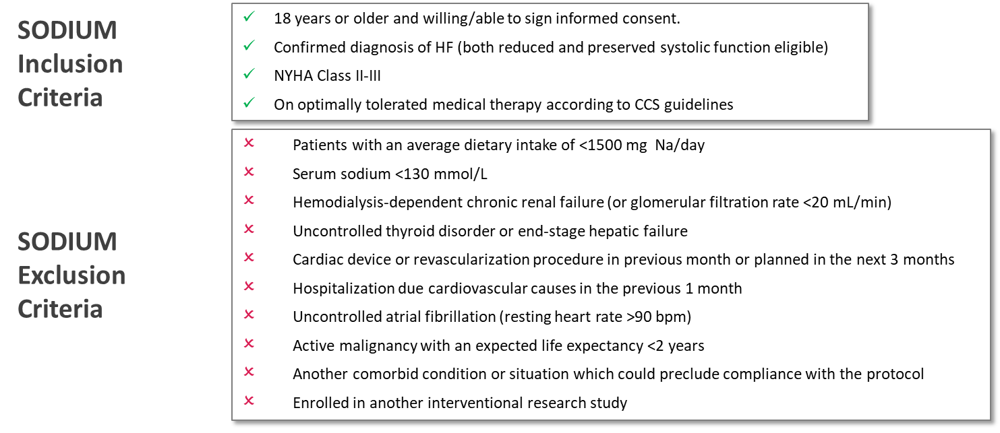 SODIUM
Inclusion
Criteria
18 years or older and willing/able to sign informed consent.
Confirmed diagnosis of HF (both reduced and preserved systolic function eligible)
NYHA Class II-III
On optimally tolerated medical therapy according to CCS guidelines
SODIUM
Exclusion
Criteria
Patients with an average dietary intake of <1500 mg  Na/day
Serum sodium <130 mmol/L
Hemodialysis-dependent chronic renal failure (or glomerular filtration rate <20 mL/min)
Uncontrolled thyroid disorder or end-stage hepatic failure
Cardiac device or revascularization procedure in previous month or planned in the next 3 months
Hospitalization due cardiovascular causes in the previous 1 month
Uncontrolled atrial fibrillation (resting heart rate >90 bpm)
Active malignancy with an expected life expectancy <2 years
Another comorbid condition or situation which could preclude compliance with the protocol
Enrolled in another interventional research study